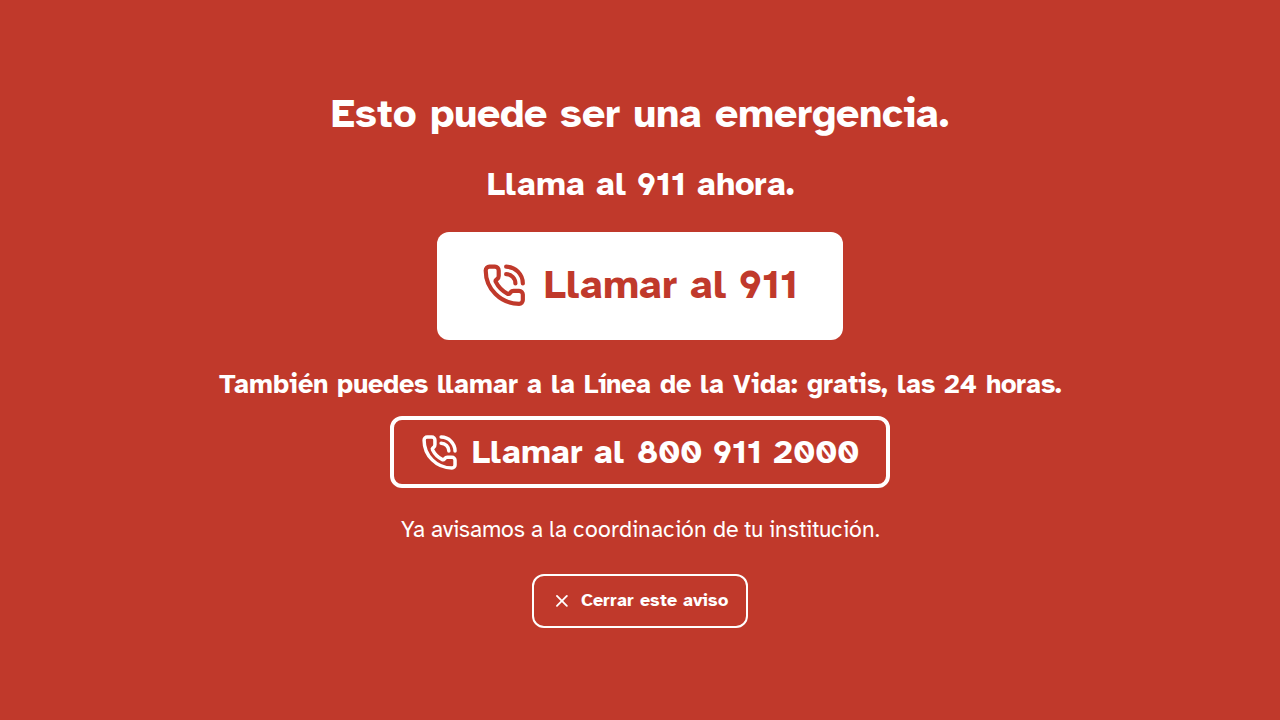 Esto puede ser una emergencia.
Llama al 911 ahora.
Llamar al 911
También puedes llamar a la Línea de la Vida: gratis, las 24 horas.
Llamar al 800 911 2000
Ya avisamos a la coordinación de tu institución.
Cerrar este aviso